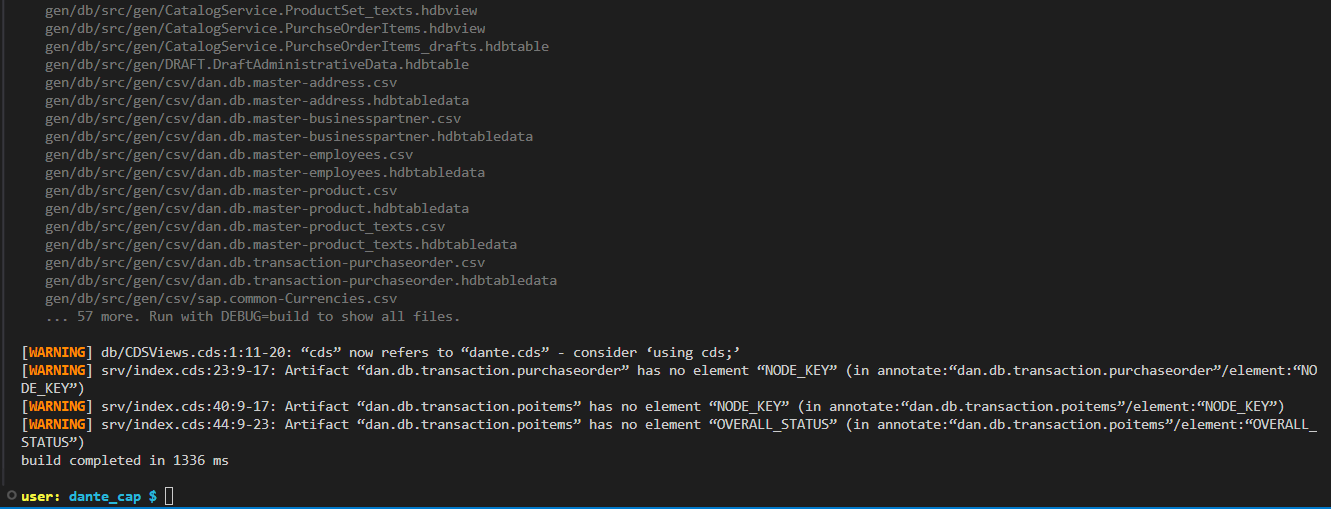 gen/db/src/gen/CatalogService.ProductSet_texts.hdbview
gen/db/src/gen/CatalogService.PurchseOrderItems.hdbview
gen/db/src/gen/CatalogService.PurchseOrderItems_drafts.hdbtable
gen/db/src/gen/DRAFT.DraftAdministrativeData.hdbtable
gen/db/src/gen/csv/dan.db.master-address.csv
gen/db/src/gen/csv/dan.db.master-address.hdbtabledata
gen/db/src/gen/csv/dan.db.master-businesspartner.csv
gen/db/src/gen/csv/dan.db.master-businesspartner.hdbtabledata
gen/db/src/gen/csv/dan.db.master-employees.csv
gen/db/src/gen/csv/dan.db.master-employees.hdbtabledata
gen/db/src/gen/csv/dan.db.master-product.csv
gen/db/src/gen/csv/dan.db.master-product.hdbtabledata
gen/db/src/gen/csv/dan.db.master-product_texts.csv
gen/db/src/gen/csv/dan.db.master-product_texts.hdbtabledata
gen/db/src/gen/csv/dan.db.transaction-purchaseorder.csv
gen/db/src/gen/csv/dan.db.transaction-purchaseorder.hdbtabledata
gen/db/src/gen/csv/sap.common-Currencies.csv
... 57 more. Run with DEBUG=build to show all files.
[WARNING] db/CDSViews.cds:1:11-20: “cds” now refers to “dante.cds” - consider ‘using cds;’
[WARNING] srv/index.cds:23:9-17: Artifact “dan.db.transaction.purchaseorder” has no element “NODE_KEY” (in annotate:“dan.db.transaction.purchaseorder”/element:“NO
DE_KEY”)
[WARNING] srv/index.cds:40:9-17: Artifact “dan.db.transaction.poitems” has no element “NODE_KEY” (in annotate:“dan.db.transaction.poitems”/element:“NODE_KEY”)
[WARNING] srv/index.cds:44:9-23: Artifact “dan.db.transaction.poitems” has no element “OVERALL_STATUS” (in annotate:“dan.db.transaction.poitems”/element:“OVERALL_
STATUS”)
build completed in 1336 ms
user: dante_cap $